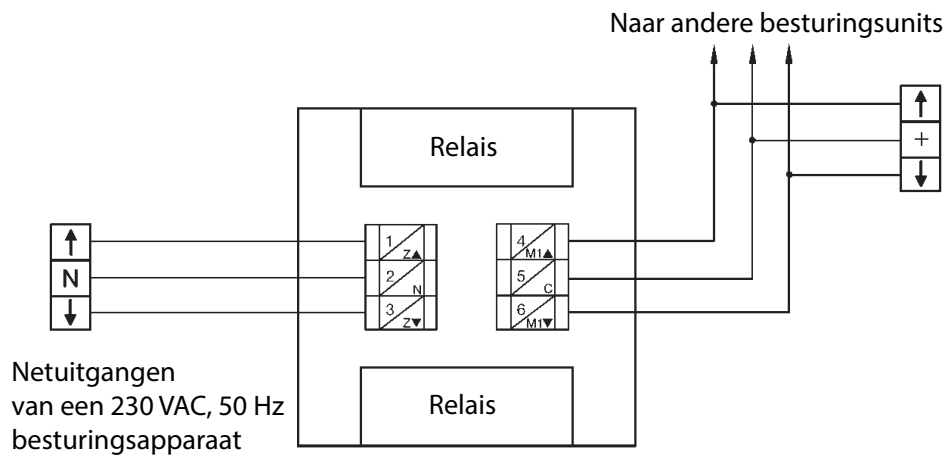 Naar andere besturingsunits
↑
+
↓
Relais
1 Z▲
2 N
3 Z▼
4 M1▲
5 C
6 M1▼
↑
N
↓
Netuitgangen
van een 230 VAC, 50 Hz
besturingsapparaat
Relais